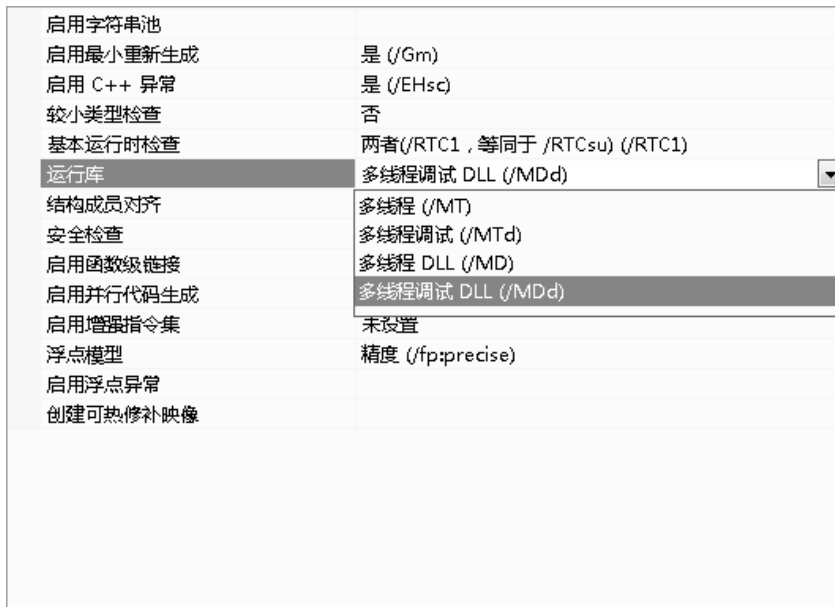 启用字符串池
启用最小重新生成 是 (/Gm)
启用 C++ 异常 是 (/EHsc)
较小类型检查 否
基本运行时检查 两者(/RTC1，等同于 /RTCsu) (/RTC1)
运行库 多线程调试 DLL (/MDd)
结构成员对齐 多线程 (/MT)
安全检查 多线程调试 (/MTd)
启用函数级链接 多线程 DLL (/MD)
启用并行代码生成 多线程调试 DLL (/MDd)
启用增强指令集 未设置
浮点模型 精度 (/fp:precise)
启用浮点异常
创建可热修补映像